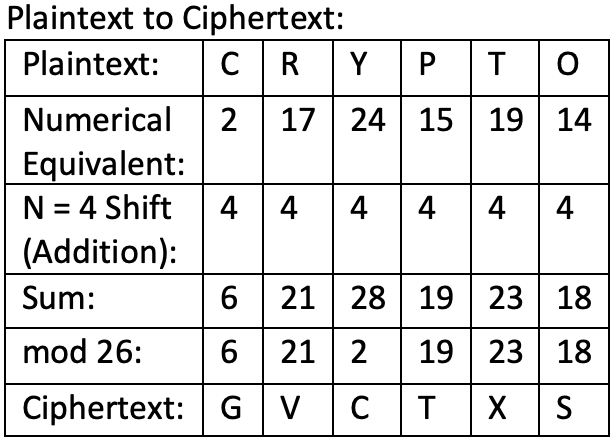 Plaintext to Ciphertext:
Plaintext: C R Y P T O
Numerical 2 17 24 15 19 14
Equivalent:
N = 4 Shift 4 4 4 4 4 4
(Addition):
Sum: 6 21 28 19 23 18
mod 26: 6 21 2 19 23 18
Ciphertext: G V C T X S